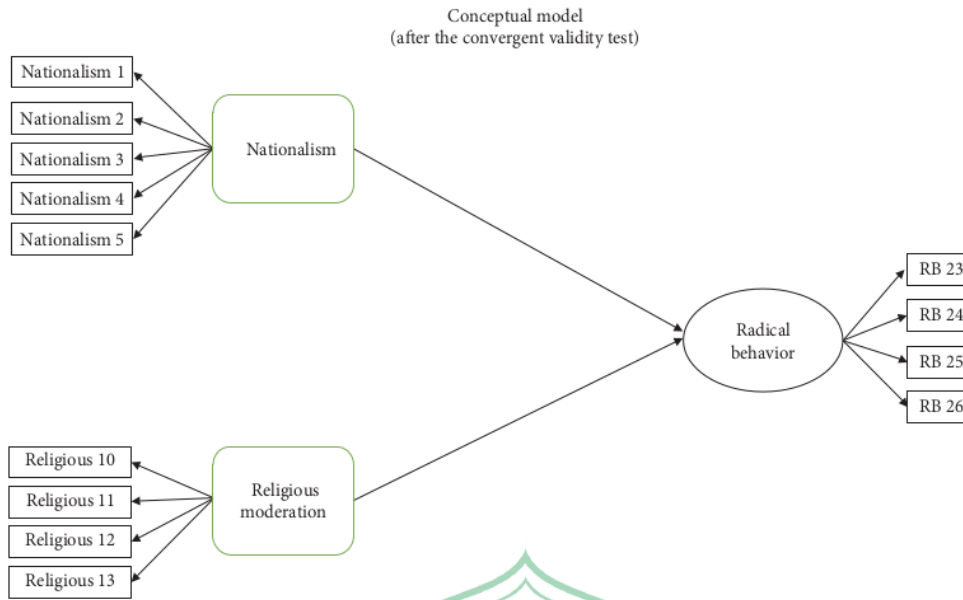 Conceptual model
(after the convergent validity test)
Nationalism 1
Nationalism 2
Nationalism 3
Nationalism 4
Nationalism 5
Nationalism
Religious 10
Religious 11
Religious 12
Religious 13
Religious
moderation
Radical
behavior
RB 23
RB 24
RB 25
RB 26